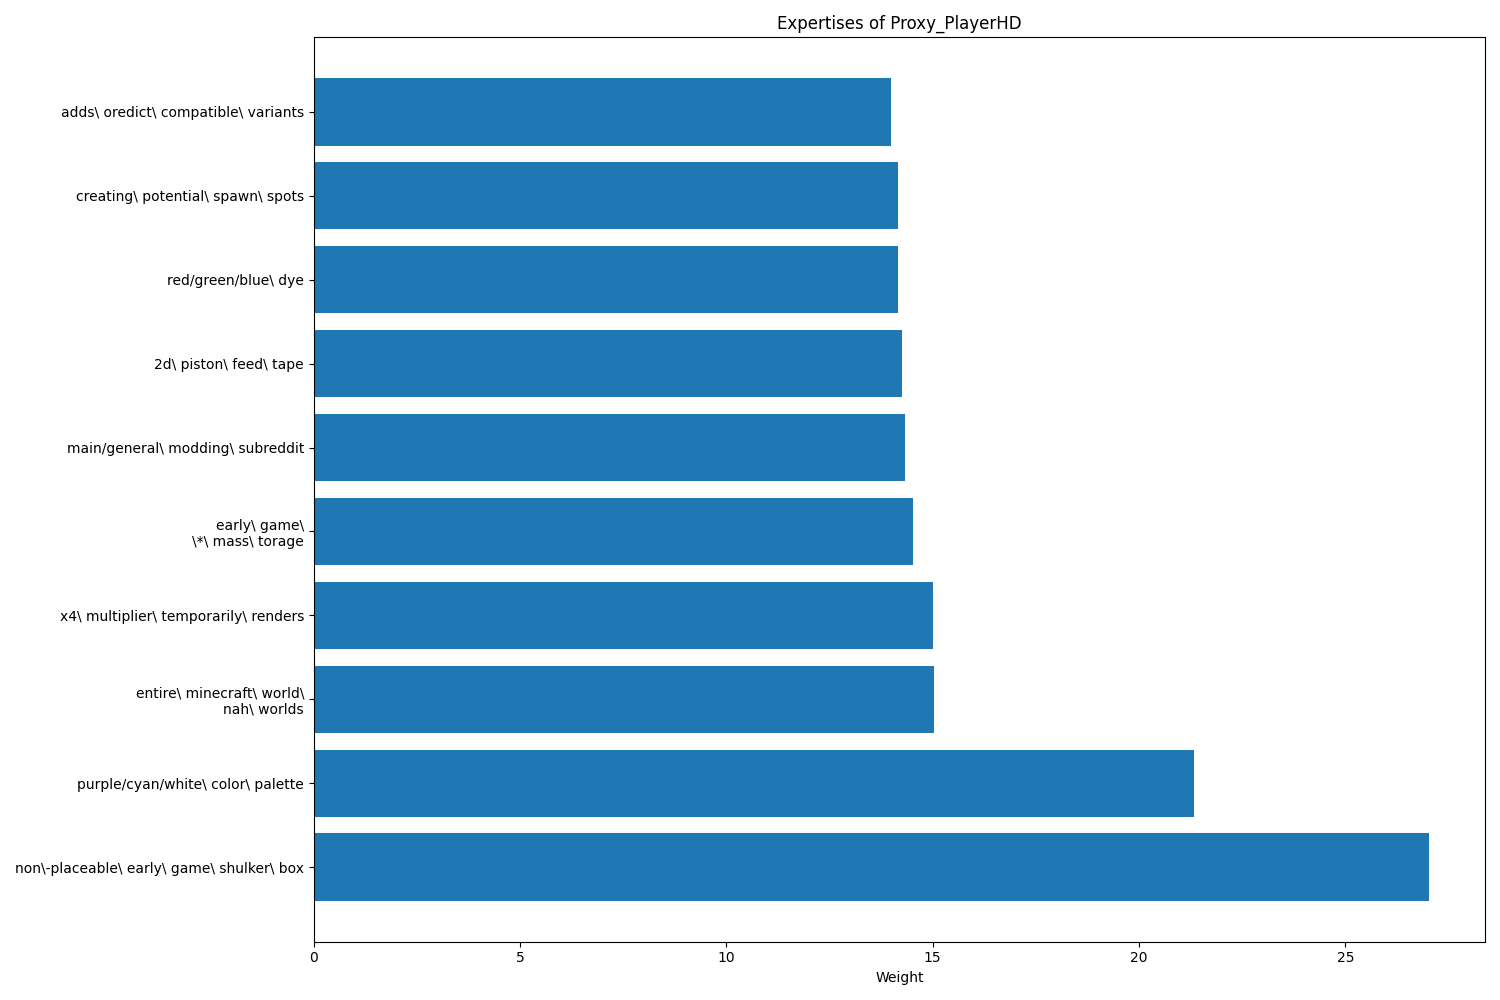 Expertises of Proxy_PlayerHD
adds\ oredict\ compatible\ variants
creating\ potential\ spawn\ spots
red/green/blue\ dye
2d\ piston\ feed\ tape
main/general\ modding\ subreddit
early\ game\
\*\ mass\ torage
x4\ multiplier\ temporarily\ renders
entire\ minecraft\ world\
nah\ worlds
purple/cyan/white\ color\ palette
non\-placeable\ early\ game\ shulker\ box
0 5 10 15 20 25
Weight